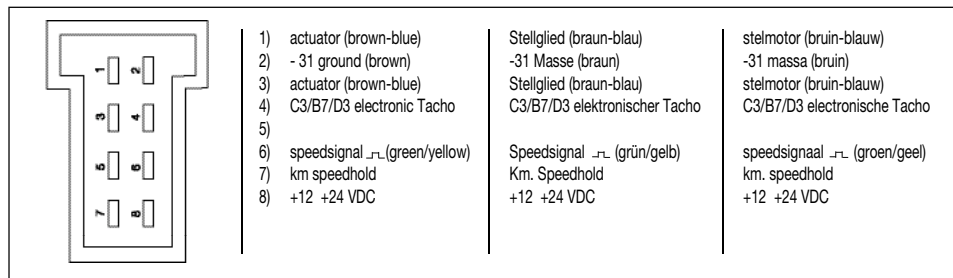 1 2
3 4
5 6
7 8
1) actuator (brown-blue)
2) - 31 ground (brown)
3) actuator (brown-blue)
4) C3/B7/D3 electronic Tacho
5)
6) speedsignal (green/yellow)
7) km speedhold
8) +12 +24 VDC
Stellglied (braun-blau)
-31 Masse (braun)
Stellglied (braun-blau)
C3/B7/D3 elektronischer Tacho
Speedsignal (grün/gelb)
Km. Speedhold
+12 +24 VDC
stelmotor (bruin-blauw)
-31 massa (bruin)
stelmotor (bruin-blauw)
C3/B7/D3 electronische Tacho
speedsignaal (groen/geel)
km. speedhold
+12 +24 VDC